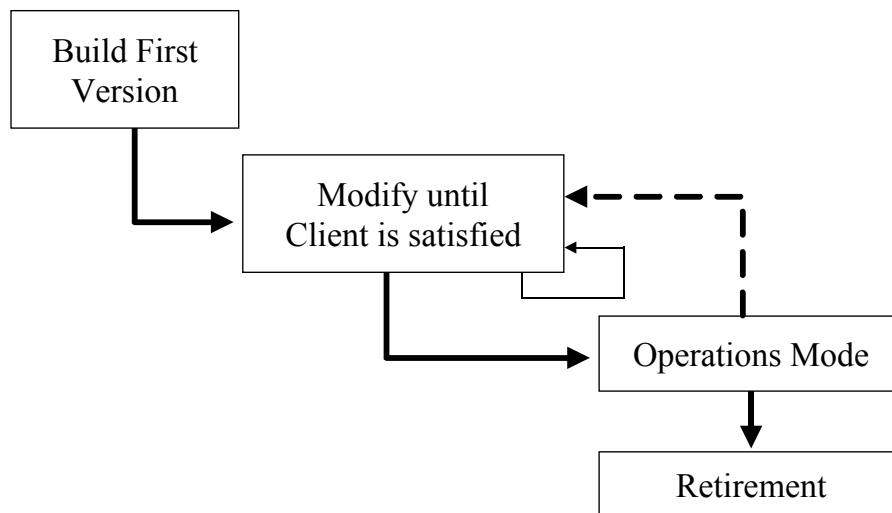 Build First
Version
Modify until
Client is satisfied
Operations Mode
Retirement